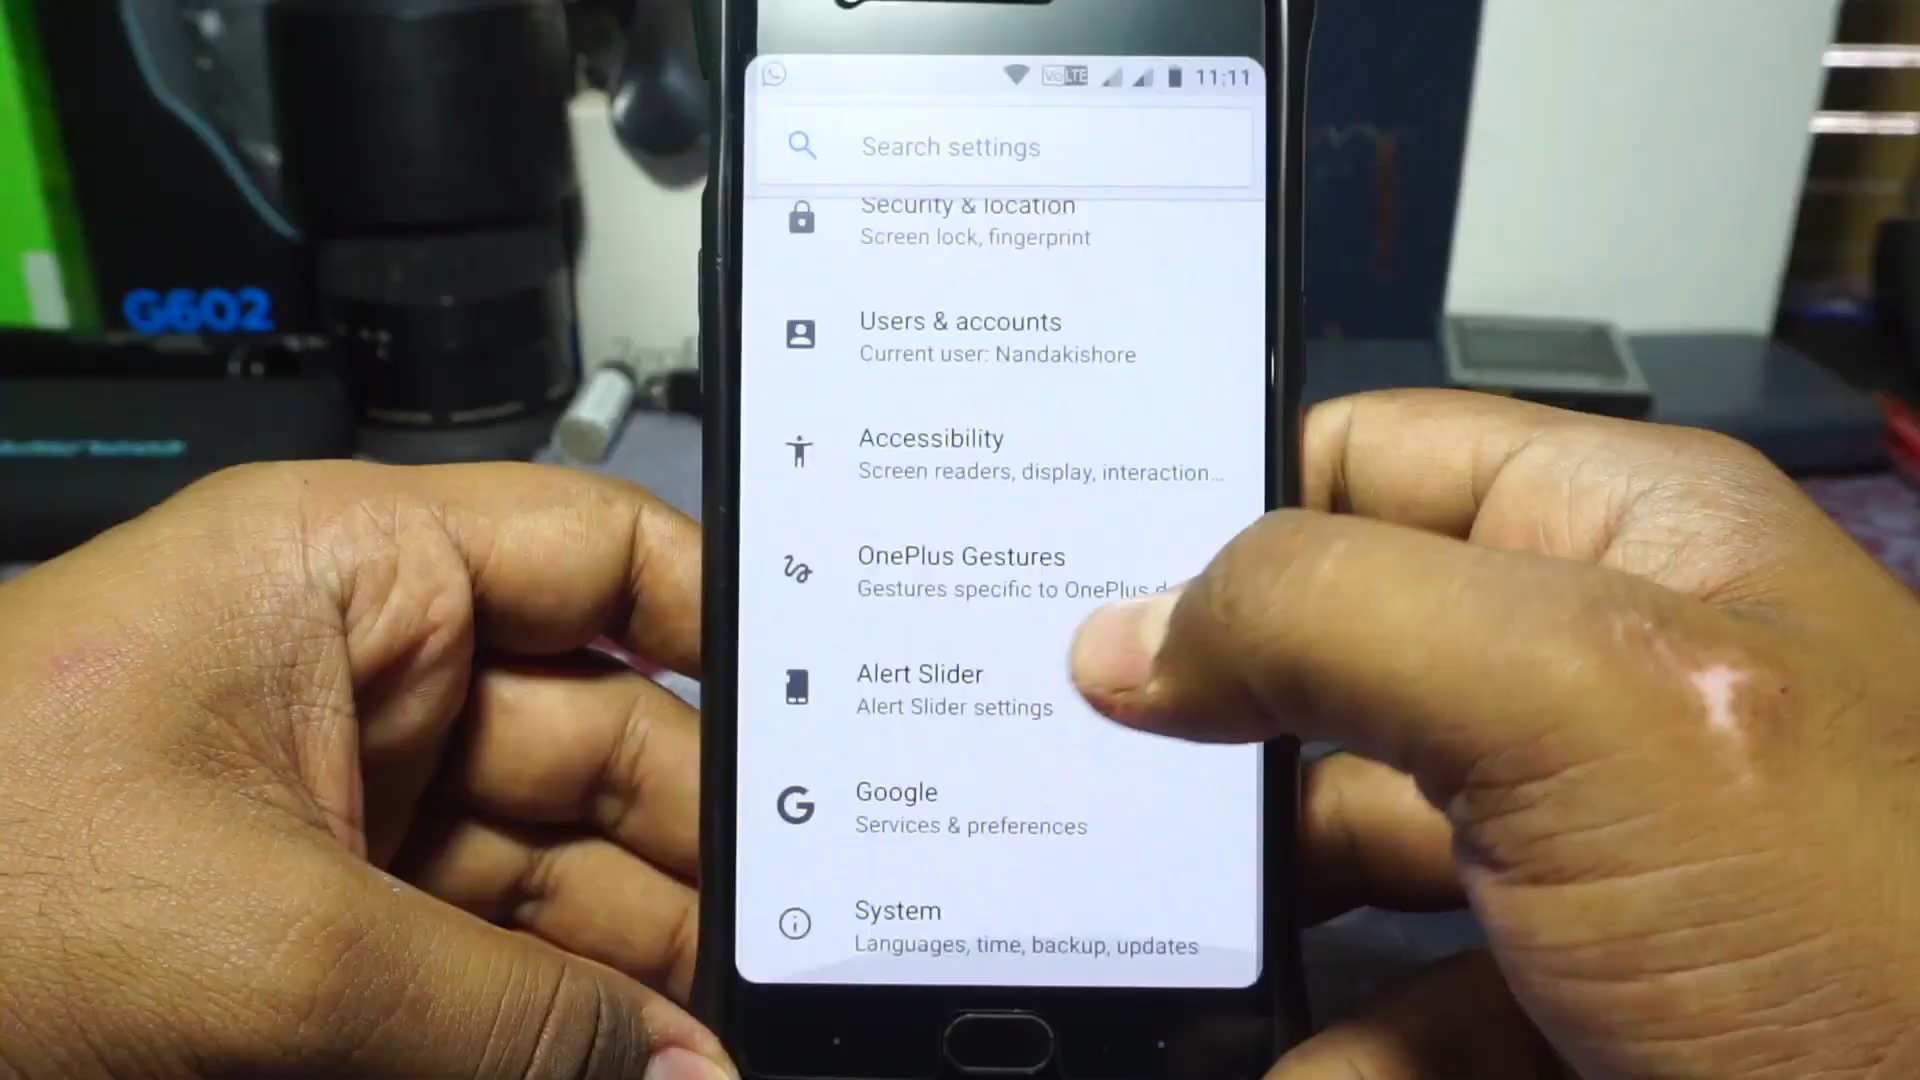 VoLTE
11:11
Search settings
Security & location
Screen lock, fingerprint
Users & accounts
Current user: Nandakishore
Accessibility
Screen readers, display, interaction...
OnePlus Gestures
Gestures specific to OnePlus
Alert Slider
Alert Slider settings
G
Google
Services & preferences
System
Languages, time, backup, updates
G602